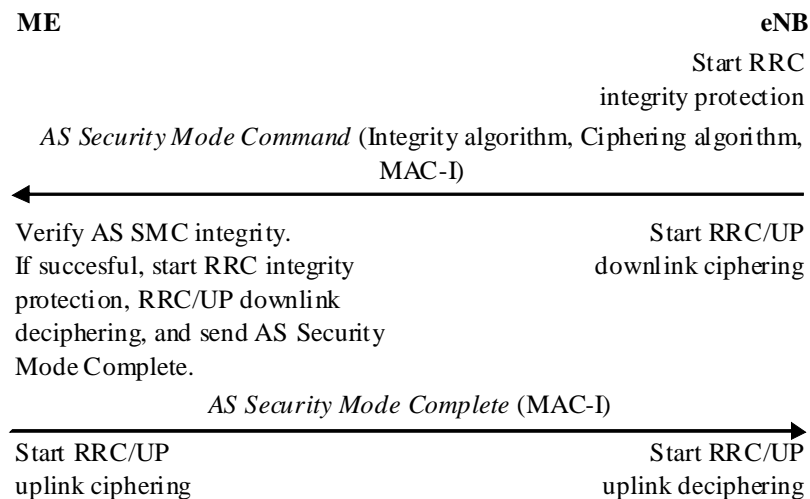 ME eNB
Start RRC
integrity protection
AS Security Mode Command (Integrity algorithm, Ciphering algorithm,
MAC-I)
Verify AS SMC integrity.
If succesful, start RRC integrity
protection, RRC/UP downlink
deciphering, and send AS Security
Mode Complete.
Start RRC/UP
downlink ciphering
AS Security Mode Complete (MAC-I)
Start RRC/UP
uplink ciphering
Start RRC/UP
uplink deciphering